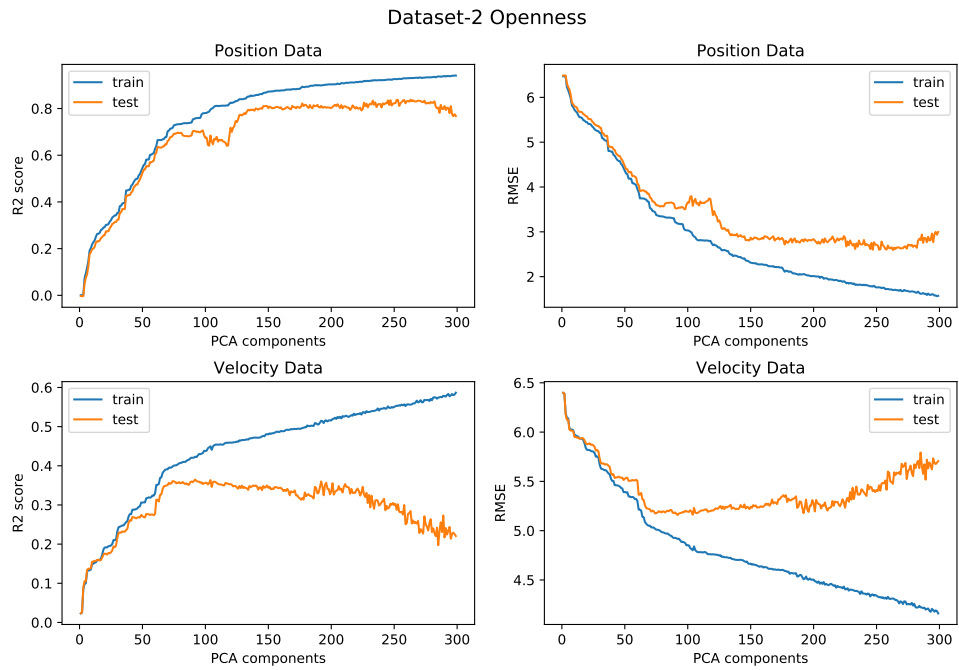 Dataset-2 Openness
Position Data
train
test
R2 score
0.8
0.6
0.4
0.2
0.0
0 50 100 150 200 250 300
PCA components
Position Data
train
test
RMSE
6
5
4
3
2
0 50 100 150 200 250 300
PCA components
Velocity Data
train
test
R2 score
0.6
0.5
0.4
0.3
0.2
0.1
0.0
0 50 100 150 200 250 300
PCA components
Velocity Data
train
test
RMSE
6.5
6.0
5.5
5.0
4.5
0 50 100 150 200 250 300
PCA components